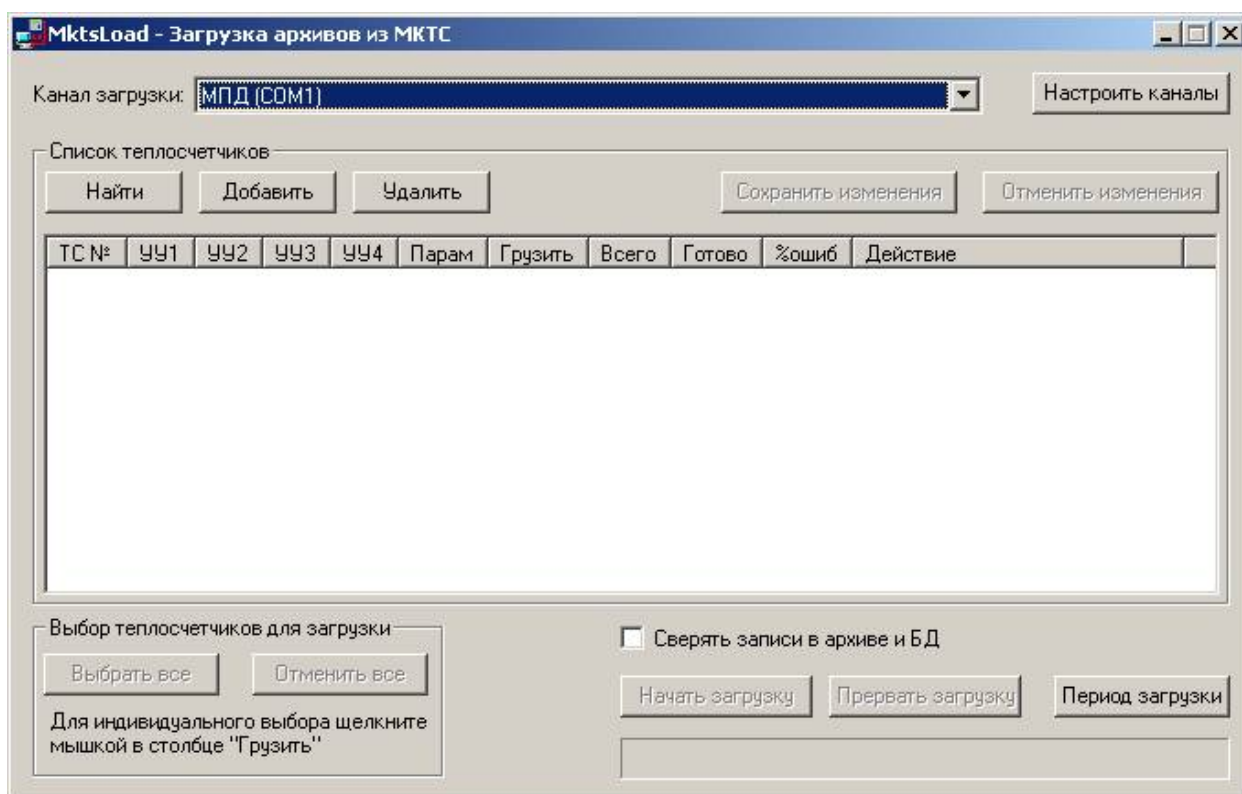 MktsLoad - Загрузка архивов из МКТС
Канал загрузки: МПД (COM1) Настроить каналы
Список теплосчетчиков
Найти Добавить Удалить Сохранить изменения Отменить изменения
ТС № УУ1 УУ2 УУ3 УУ4 Парам Грузить Всего Готово %ошиб Действие
Выбор теплосчетчиков для загрузки
Выбрать все Отменить все
Для индивидуального выбора щелкните
мышкой в столбце "Грузить"
Сверять записи в архиве и БД
Начать загрузку Прервать загрузку Период загрузки